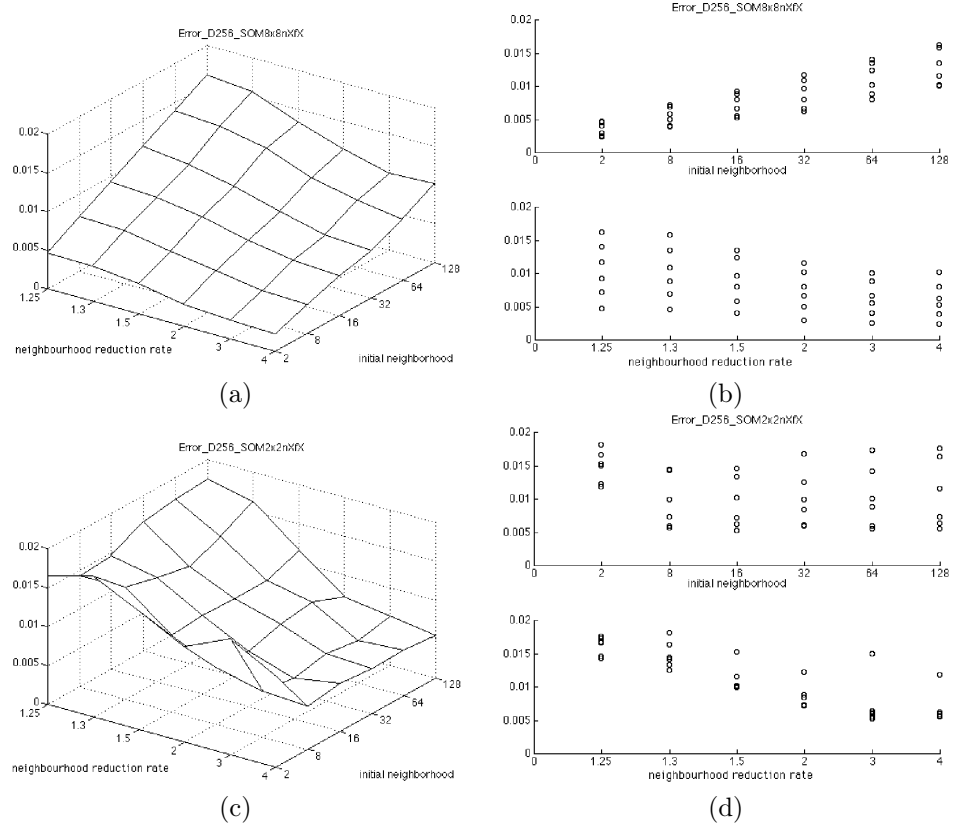 Error_D256_SOM8x8nXfX
0.02
0.015
0.01
0.005
0
1.25
1.3
1.5
2
3
4
2
8
16
32
64
128
neighbourhood reduction rate
initial neighborhood
(a)
Error_D256_SOM8x8nXfX
0.02
0.015
0.01
0.005
0
0 2 8 16 32 64 128
initial neighborhood
0.02
0.015
0.01
0.005
0
0 1.25 1.3 1.5 2 3 4
neighbourhood reduction rate
(b)
Error_D256_SOM2x2nXfX
0.02
0.015
0.01
0.005
0
1.25
1.3
1.5
2
3
4
2
8
16
32
64
128
neighbourhood reduction rate
initial neighborhood
(c)
Error_D256_SOM2x2nXfX
0.02
0.015
0.01
0.005
0
0 2 8 16 32 64 128
initial neighborhood
0.02
0.015
0.01
0.005
0
0 1.25 1.3 1.5 2 3 4
neighbourhood reduction rate
(d)